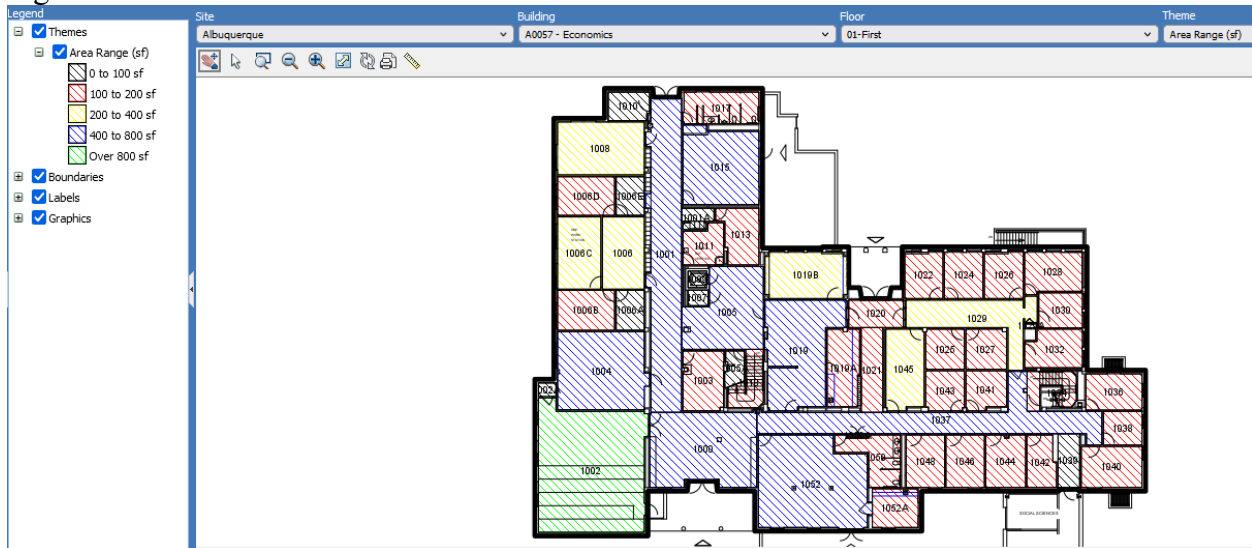 Legend
Site Building Floor Theme
Albuquerque A0057 - Economics 01-First Area Range (sf)
Themes
Area Range (sf)
0 to 100 sf
100 to 200 sf
200 to 400 sf
400 to 800 sf
Over 800 sf
Boundaries
Labels
Graphics
1010 1017
1008 1015
1006D 1006E
1001A
1006C 1006 1001 1011 1013
1019B 1022 1024 1026 1028
1006B 1006A 1007 1005 1020 1029 1030
1004 1019 1025 1027 1032
1003 1019A 1021 1045
1043 1041 1036
1037 1038
1002 1000 1050 1048 1046 1044 1042 1039 1040
1052
1052A SOCIAL SCIENCES